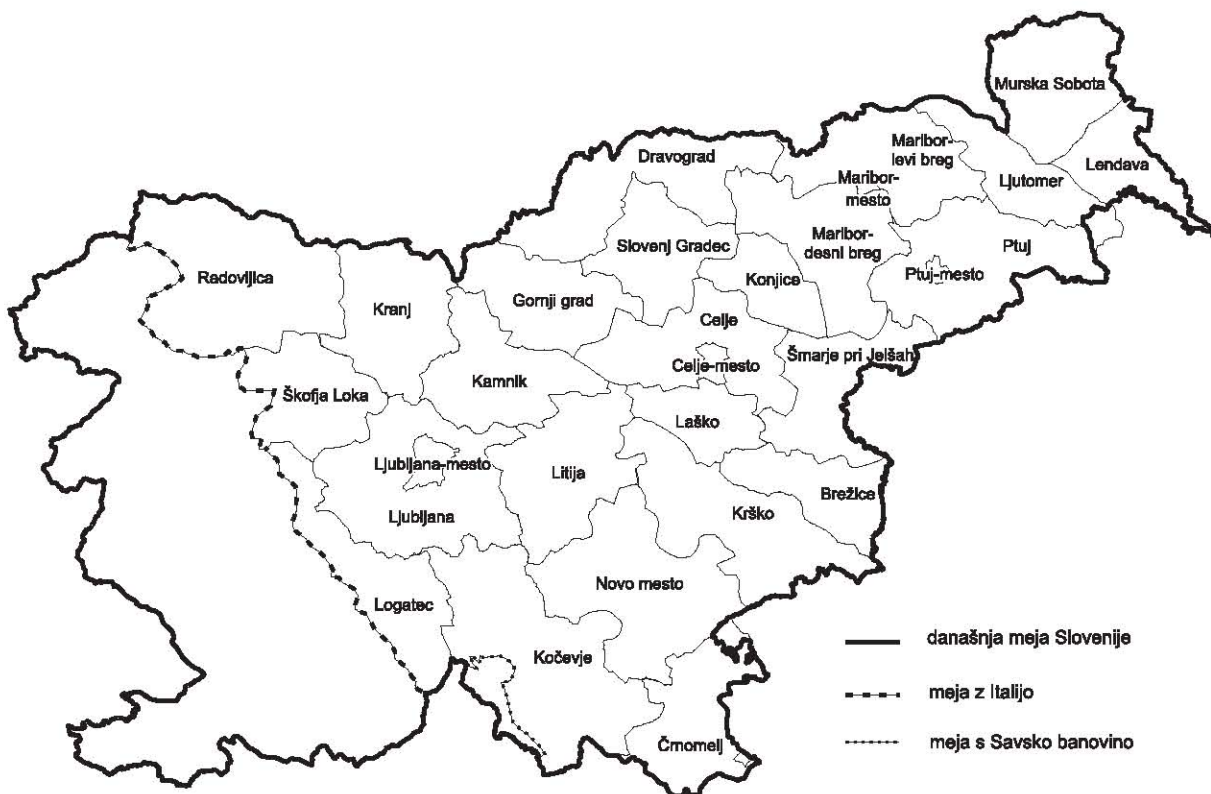 Murska Sobota
Maribor-
levi breg
Dravograd
Lendava
Ljutomer
Maribor-
mesto
Slovenj Gradec
Maribor-
desni breg
Ptuj
Radovljica
Konjice
Ptuj-mesto
Gornji grad
Kranj
Celje
Šmarje pri Jelšah
Celje-mesto
Kamnik
Škofja Loka
Laško
Ljubljana-mesto
Litija
Brežice
Ljubljana
Krško
Novo mesto
Logatec
Kočevje
Črnomelj
današnja meja Slovenije
meja z Italijo
meja s Savsko banovino